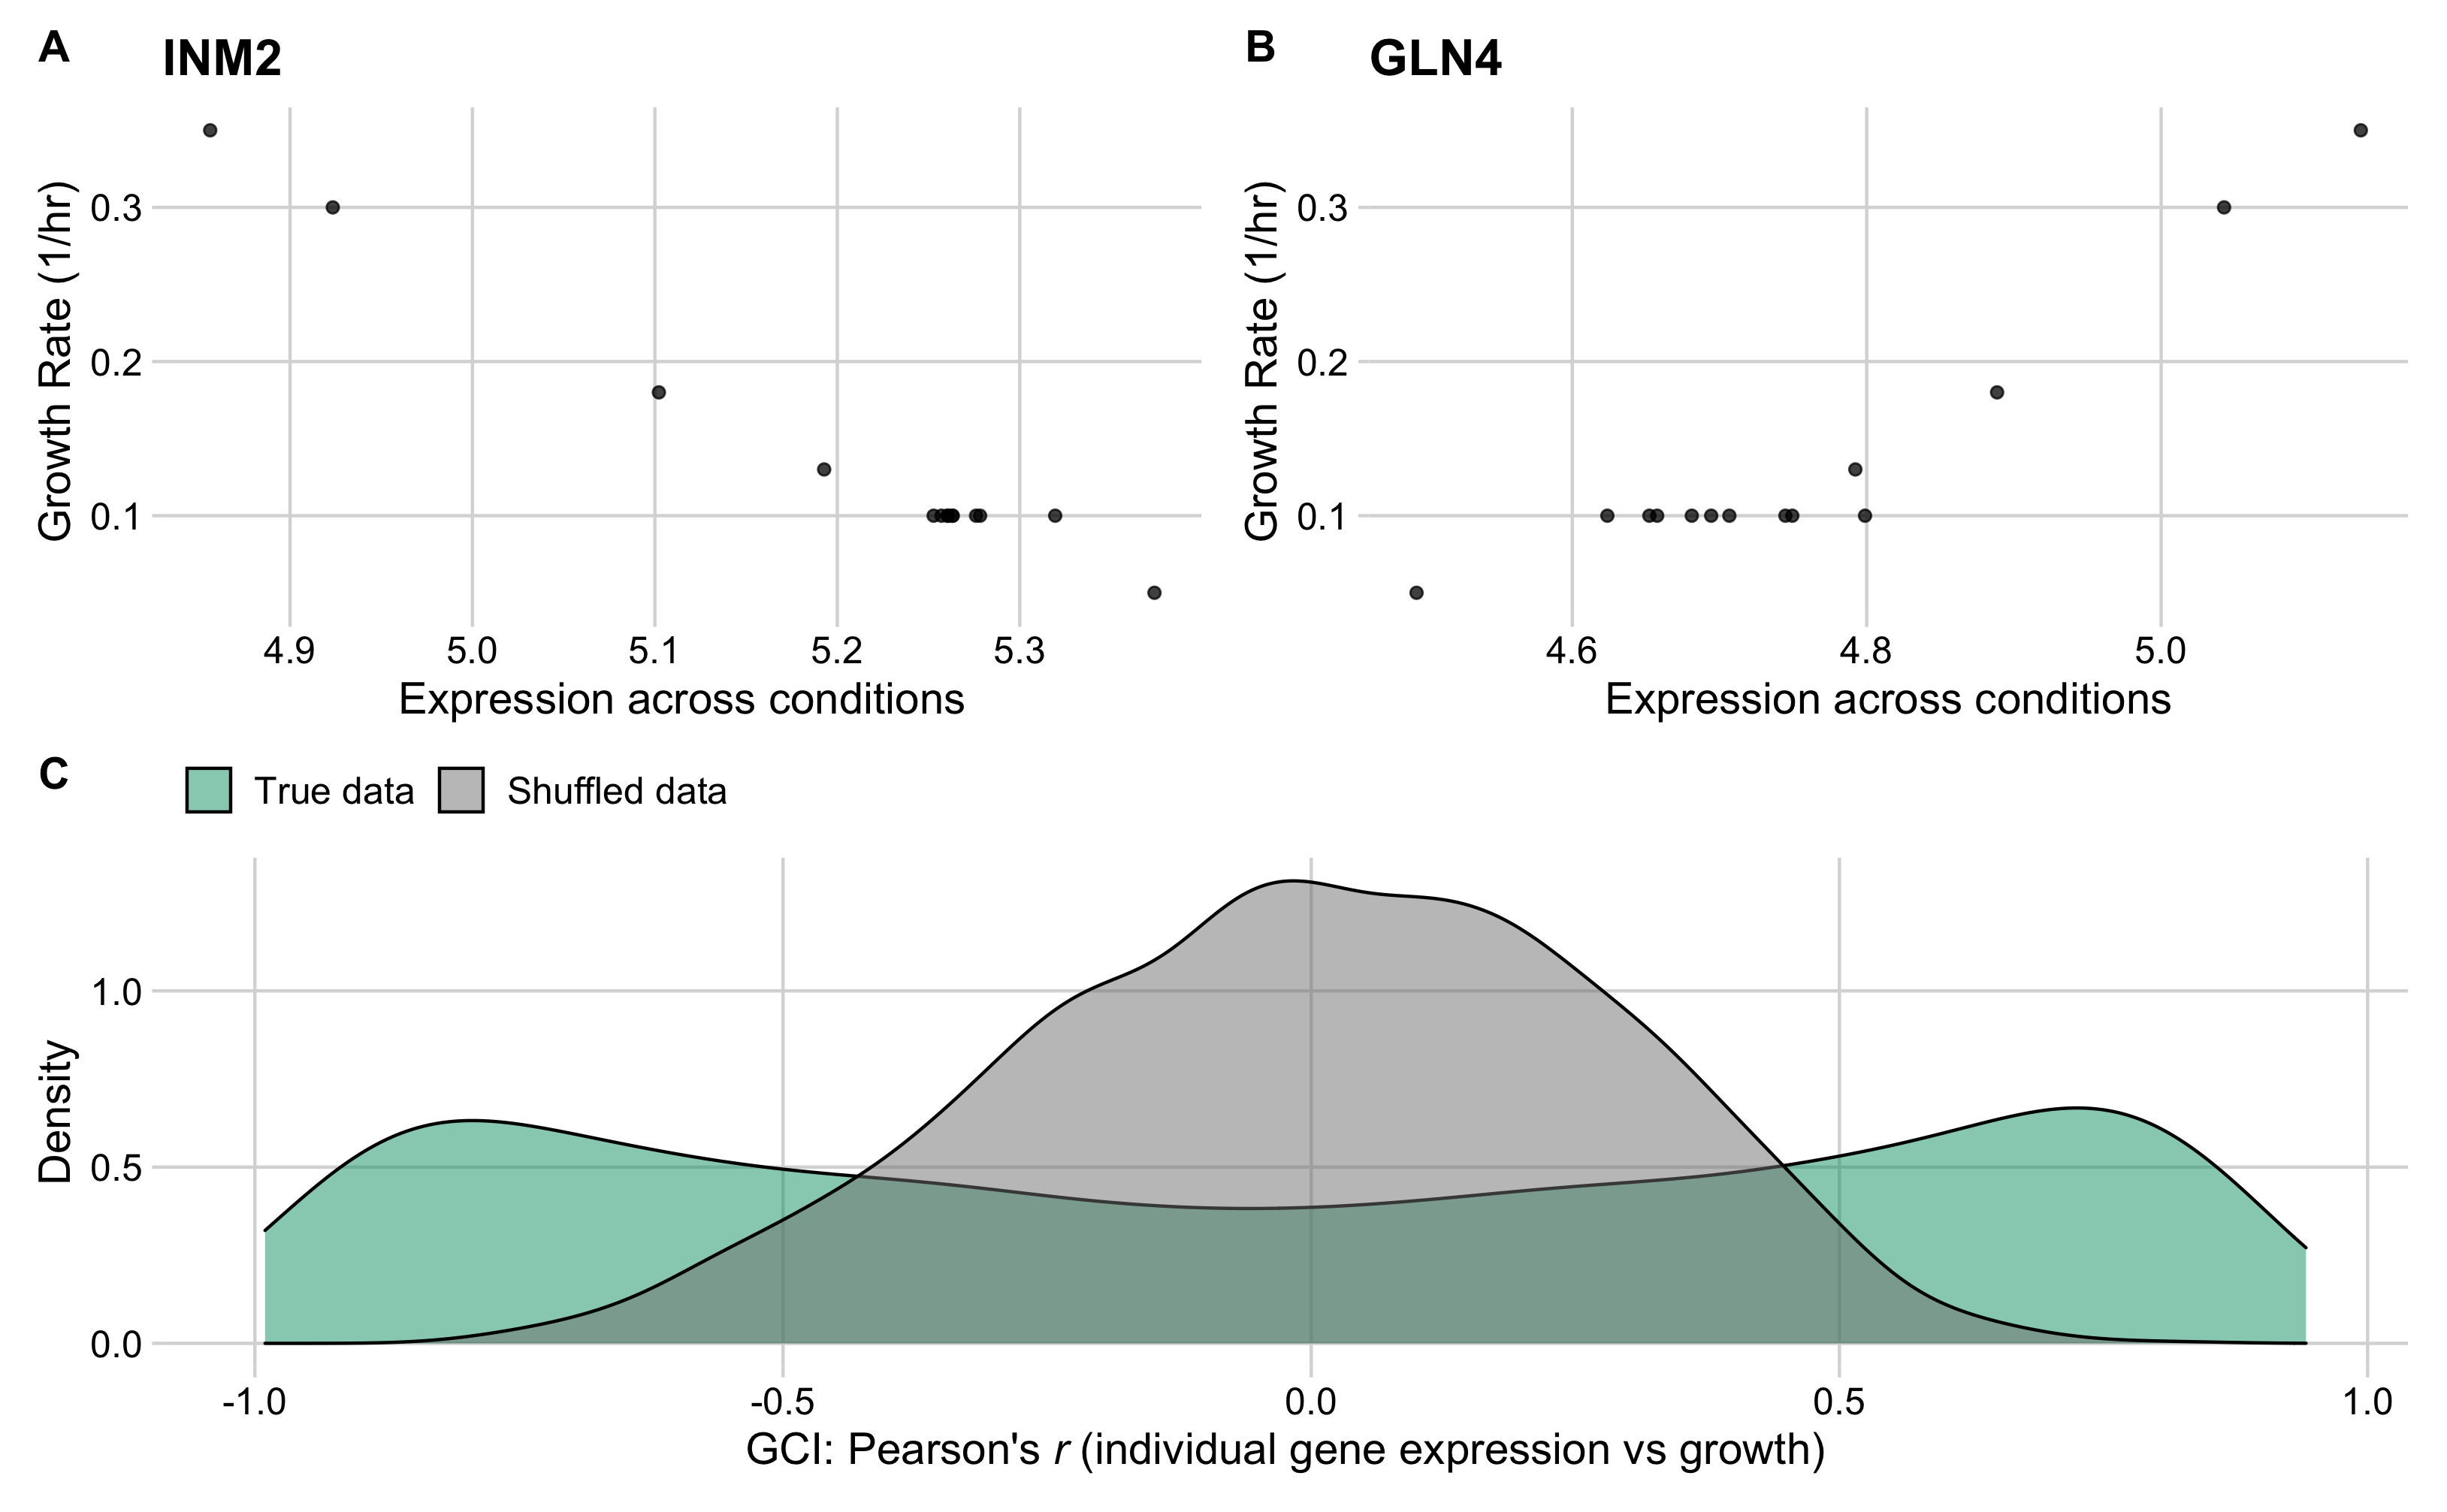 A
INM2
Growth Rate (1/hr)
0.3
0.2
0.1
4.9 5.0 5.1 5.2 5.3
Expression across conditions
B
GLN4
Growth Rate (1/hr)
0.3
0.2
0.1
4.6 4.8 5.0
Expression across conditions
C
True data Shuffled data
Density
1.0
0.5
0.0
-1.0 -0.5 0.0 0.5 1.0
GCI: Pearson's r (individual gene expression vs growth)